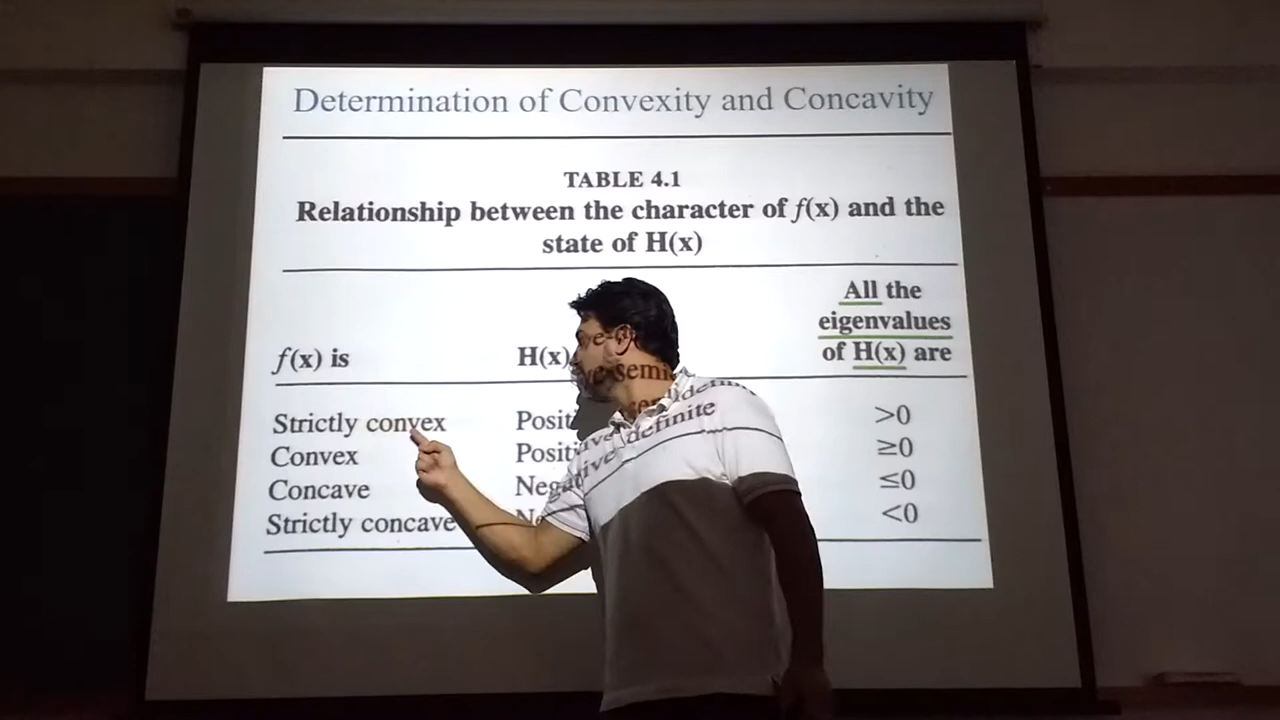 Determination of Convexity and Concavity
TABLE 4.1
Relationship between the character of f(x) and the
state of H(x)
All the
eigenvalues
f(x) is H(x) of H(x) are
Strictly convex >0
Convex ≥0
Concave definite ≤0
Strictly concave <0